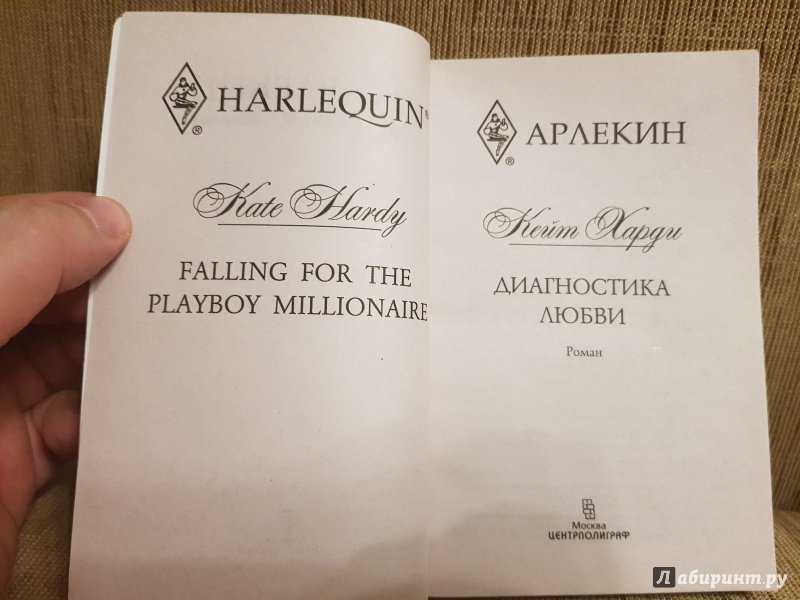 HARLEQUIN®
®
Kate Hardy
FALLING FOR THE
PLAYBOY MILLIONAIRE
АРЛЕКИН
®
Кейт Харди
ДИАГНОСТИКА
ЛЮБВИ
Роман
Москва
ЦЕНТРПОЛИГРАФ
Лабиринт.ру